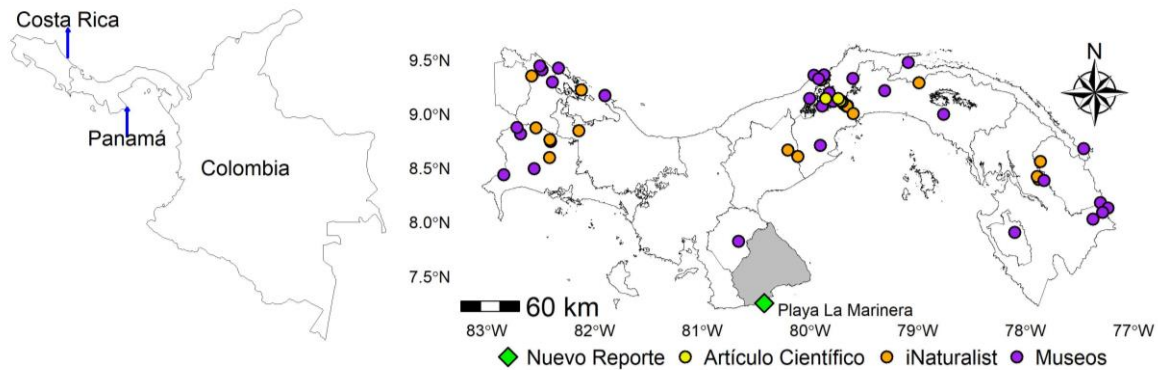 Costa Rica
Panamá
Colombia
N
9.5°N
9.0°N
8.5°N
8.0°N
7.5°N
60 km
Playa La Marinera
83°W 82°W 81°W 80°W 79°W 78°W 77°W
Nuevo Reporte Artículo Científico iNaturalist Museos